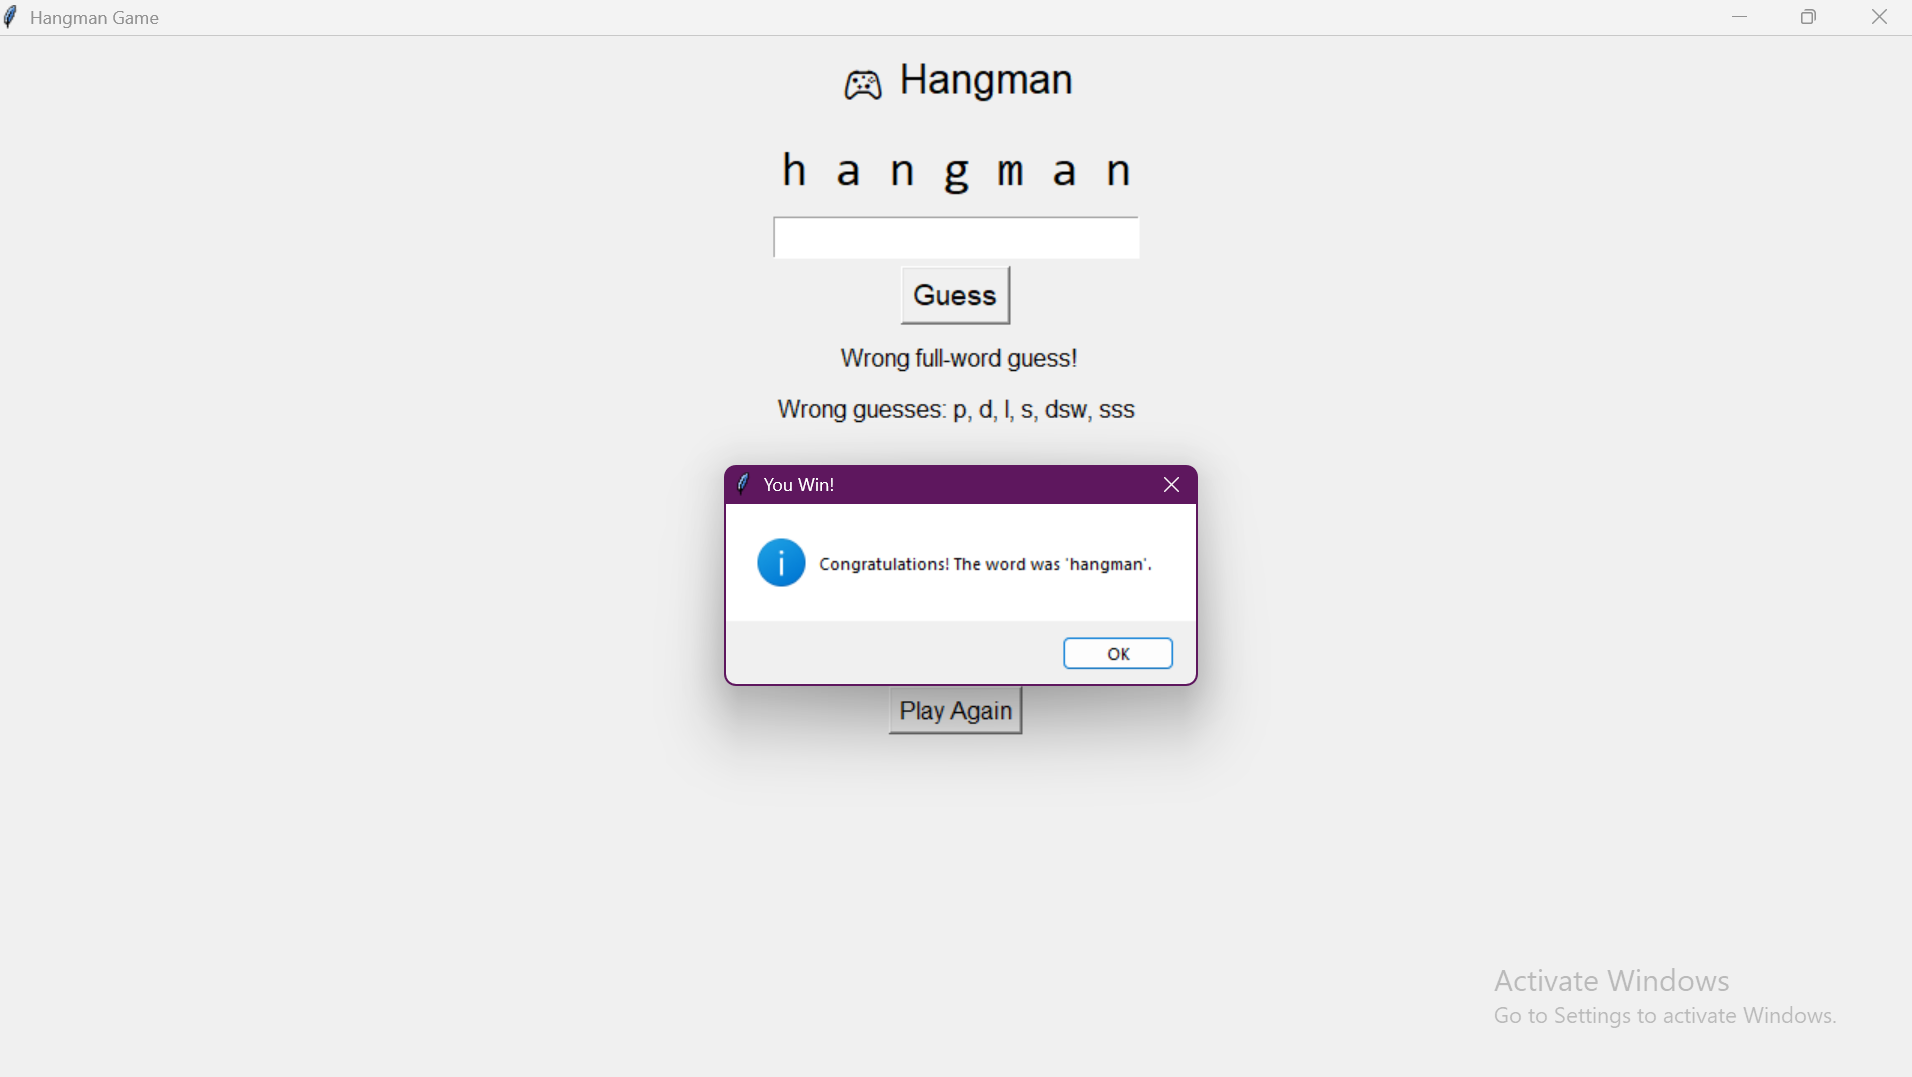 Hangman Game
Hangman
h a n g m a n
Guess
Wrong full-word guess!
Wrong guesses: p, d, l, s, dsw, sss
You Win!
Congratulations! The word was 'hangman'.
OK
Play Again
Activate Windows
Go to Settings to activate Windows.